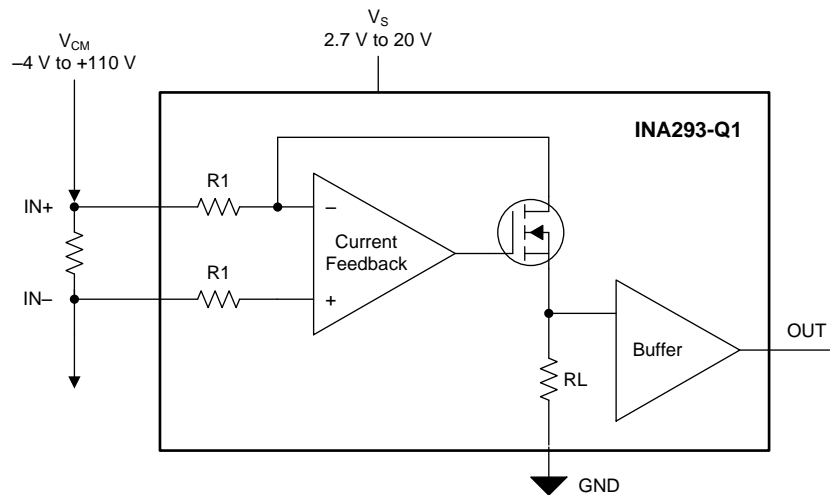 V_S
2.7 V to 20 V
V_CM
–4 V to +110 V
INA293-Q1
R1
IN+
–
Current
Feedback
R1
IN–
+
Buffer
OUT
RL
GND